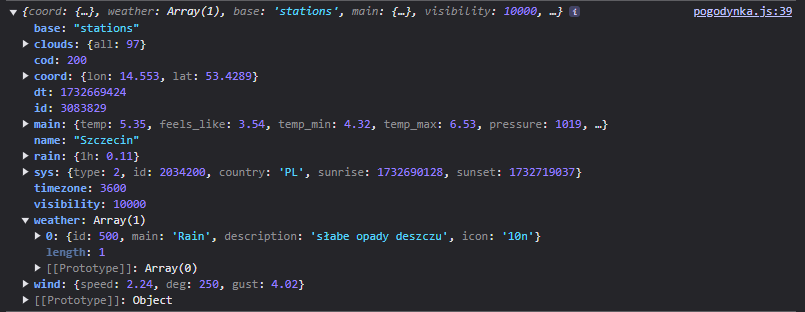 {coord: {…}, weather: Array(1), base: 'stations', main: {…}, visibility: 10000, …} i pogodynka.js:39
base: "stations"
clouds: {all: 97}
cod: 200
coord: {lon: 14.553, lat: 53.4289}
dt: 1732669424
id: 3083829
main: {temp: 5.35, feels_like: 3.54, temp_min: 4.32, temp_max: 6.53, pressure: 1019, …}
name: "Szczecin"
rain: {1h: 0.11}
sys: {type: 2, id: 2034200, country: 'PL', sunrise: 1732690128, sunset: 1732719037}
timezone: 3600
visibility: 10000
weather: Array(1)
0: {id: 500, main: 'Rain', description: 'słabe opady deszczu', icon: '10n'}
length: 1
[[Prototype]]: Array(0)
wind: {speed: 2.24, deg: 250, gust: 4.02}
[[Prototype]]: Object